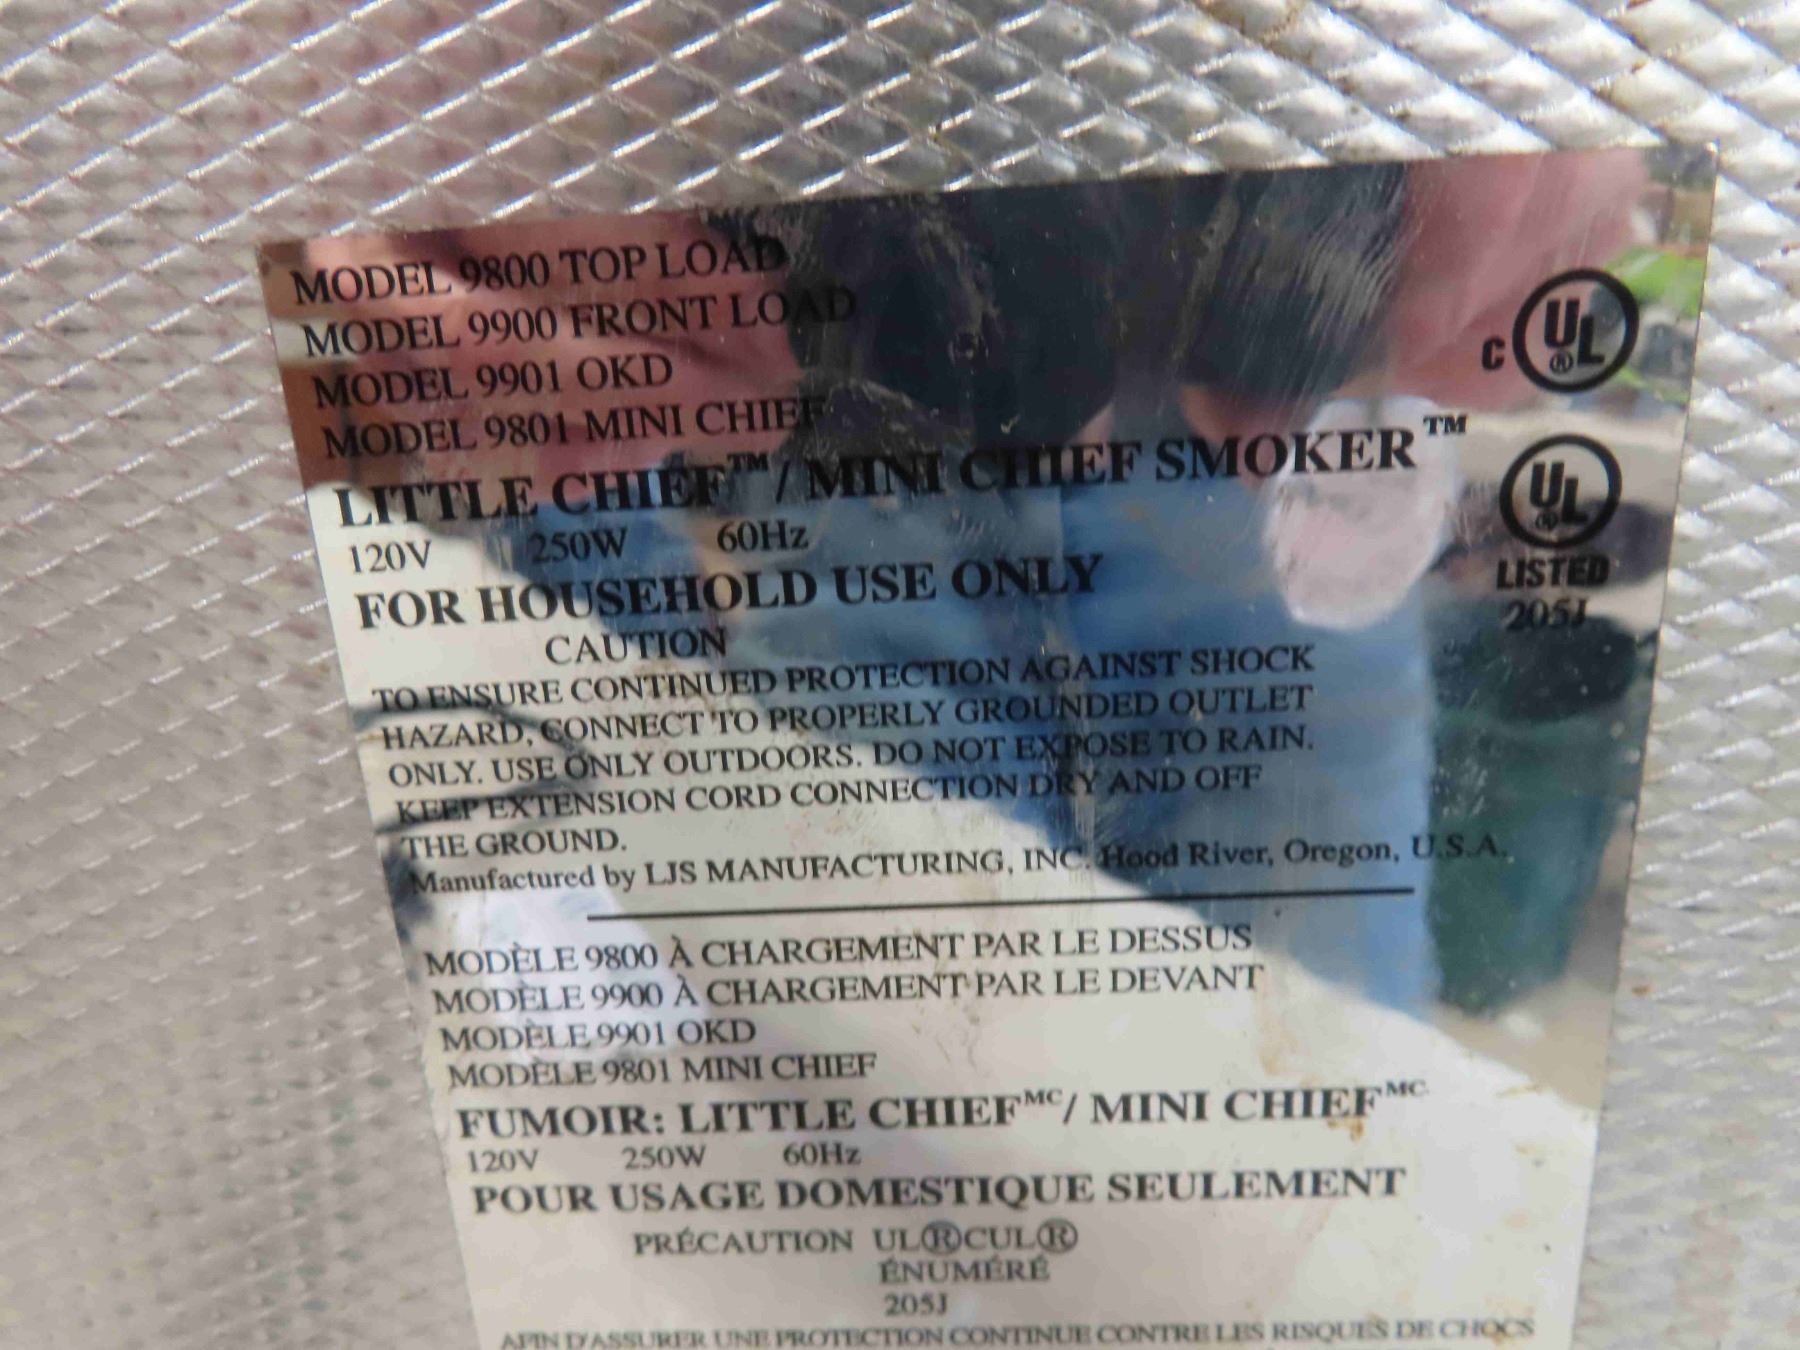 MODEL 9800 TOP LOAD
MODEL 9900 FRONT LOAD
MODEL 9901 OKD
MODEL 9801 MINI CHIEF
LITTLE CHIEF™ / MINI CHIEF SMOKER™
120V 250W 60Hz
FOR HOUSEHOLD USE ONLY
C UL®
UL®
LISTED
205J
CAUTION
TO ENSURE CONTINUED PROTECTION AGAINST SHOCK
HAZARD, CONNECT TO PROPERLY GROUNDED OUTLET
ONLY. USE ONLY OUTDOORS. DO NOT EXPOSE TO RAIN.
KEEP EXTENSION CORD CONNECTION DRY AND OFF
THE GROUND.
Manufactured by LJS MANUFACTURING, INC. Hood River, Oregon, U.S.A.
MODÈLE 9800 À CHARGEMENT PAR LE DESSUS
MODÈLE 9900 À CHARGEMENT PAR LE DEVANT
MODÈLE 9901 OKD
MODÈLE 9801 MINI CHIEF
FUMOIR: LITTLE CHIEF MC / MINI CHIEF MC
120V 250W 60Hz
POUR USAGE DOMESTIQUE SEULEMENT
PRÉCAUTION UL®CUL®
ÉNUMÉRÉ
205J
AFIN D'ASSURER UNE PROTECTION CONTINUE CONTRE LES RISQUES DE CHOCS